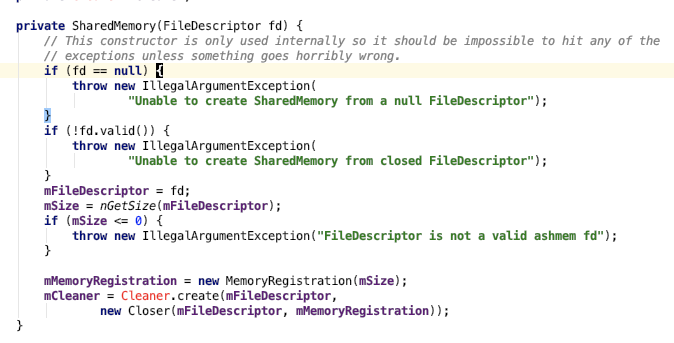 private SharedMemory(FileDescriptor fd) {
// This constructor is only used internally so it should be impossible to hit any of the
// exceptions unless something goes horribly wrong.
if (fd == null) {
throw new IllegalArgumentException(
"Unable to create SharedMemory from a null FileDescriptor");
}
if (!fd.valid()) {
throw new IllegalArgumentException(
"Unable to create SharedMemory from closed FileDescriptor");
}
mFileDescriptor = fd;
mSize = nGetSize(mFileDescriptor);
if (mSize <= 0) {
throw new IllegalArgumentException("FileDescriptor is not a valid ashmem fd");
}
mMemoryRegistration = new MemoryRegistration(mSize);
mCleaner = Cleaner.create(mFileDescriptor,
new Closer(mFileDescriptor, mMemoryRegistration));
}